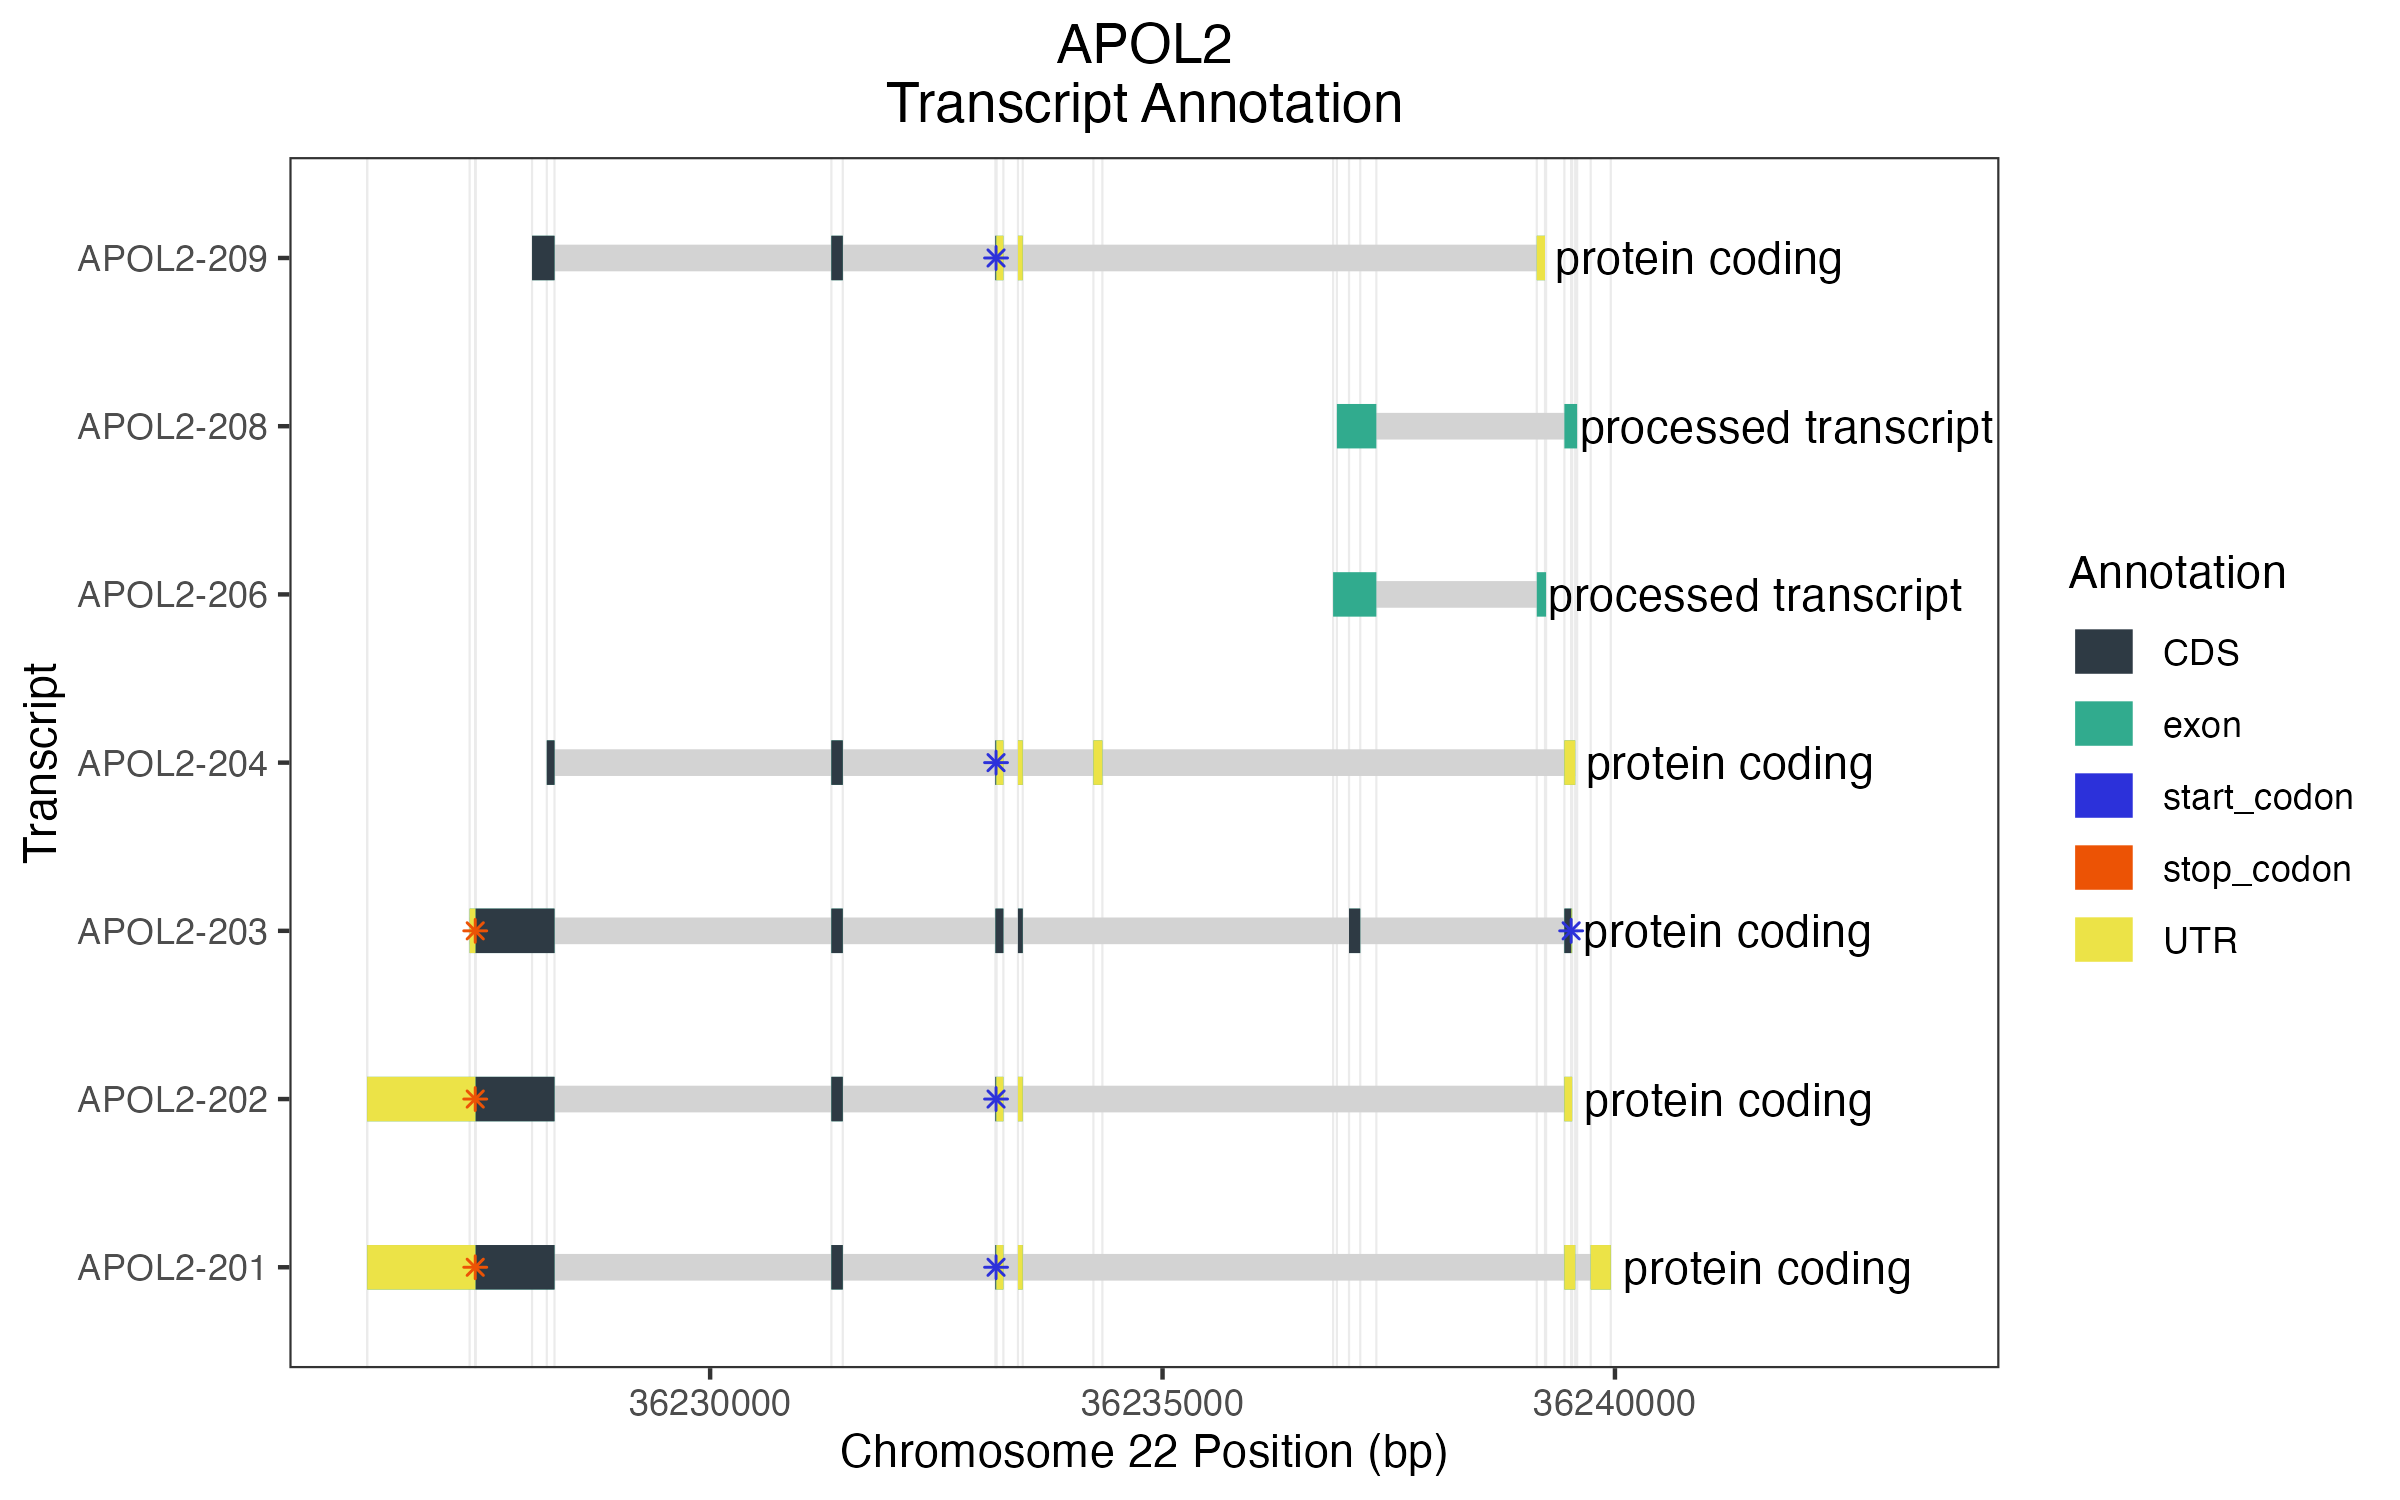 APOL2
Transcript Annotation
Transcript
APOL2-209
protein coding
APOL2-208
processed transcript
APOL2-206
processed transcript
APOL2-204
protein coding
APOL2-203
protein coding
APOL2-202
protein coding
APOL2-201
protein coding
36230000 36235000 36240000
Chromosome 22 Position (bp)
Annotation
CDS
exon
start_codon
stop_codon
UTR